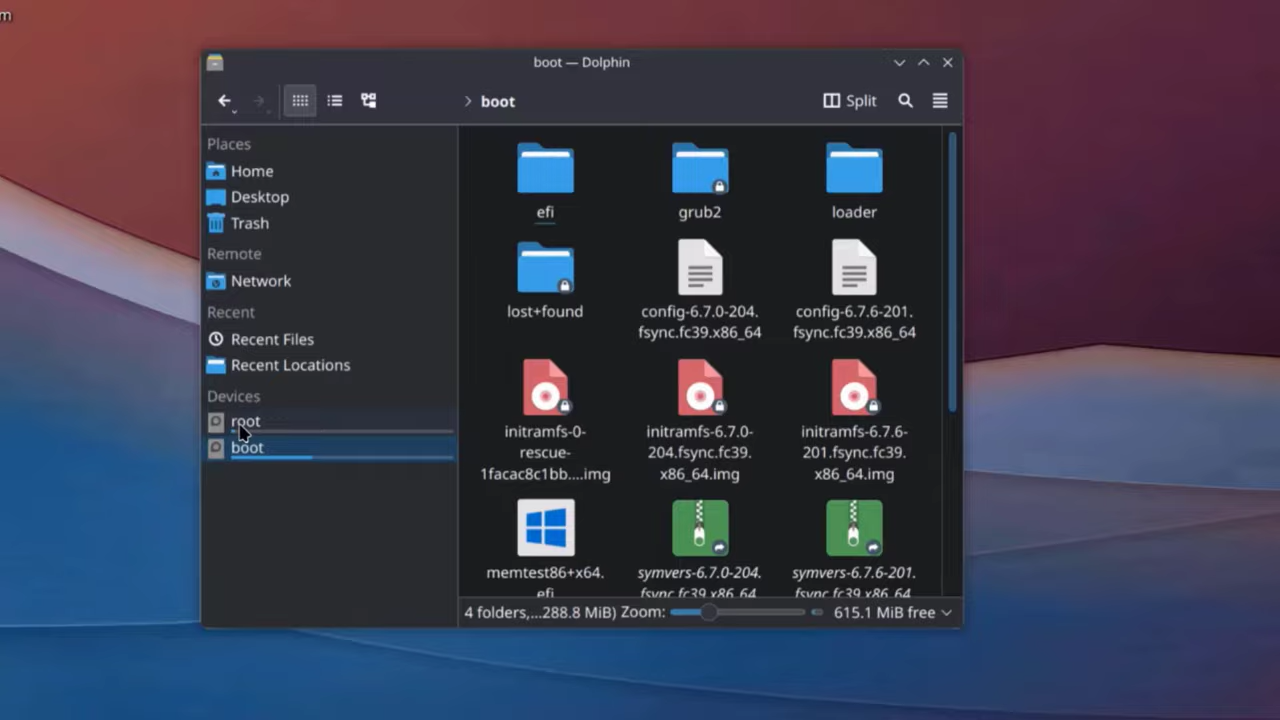 m
boot — Dolphin
boot
Split
Places
Home
Desktop
Trash
Remote
Network
Recent
Recent Files
Recent Locations
Devices
root
boot
efi
grub2
loader
lost+found
config-6.7.0-204.
fsync.fc39.x86_64
config-6.7.6-201.
fsync.fc39.x86_64
initramfs-0-
rescue-
1facac8c1bb....img
initramfs-6.7.0-
204.fsync.fc39.
x86_64.img
initramfs-6.7.6-
201.fsync.fc39.
x86_64.img
memtest86+x64.
efi
symvers-6.7.0-204.
fsync.fc39.x86_64
symvers-6.7.6-201.
fsync.fc39.x86_64
4 folders,...288.8 MiB) Zoom:
615.1 MiB free